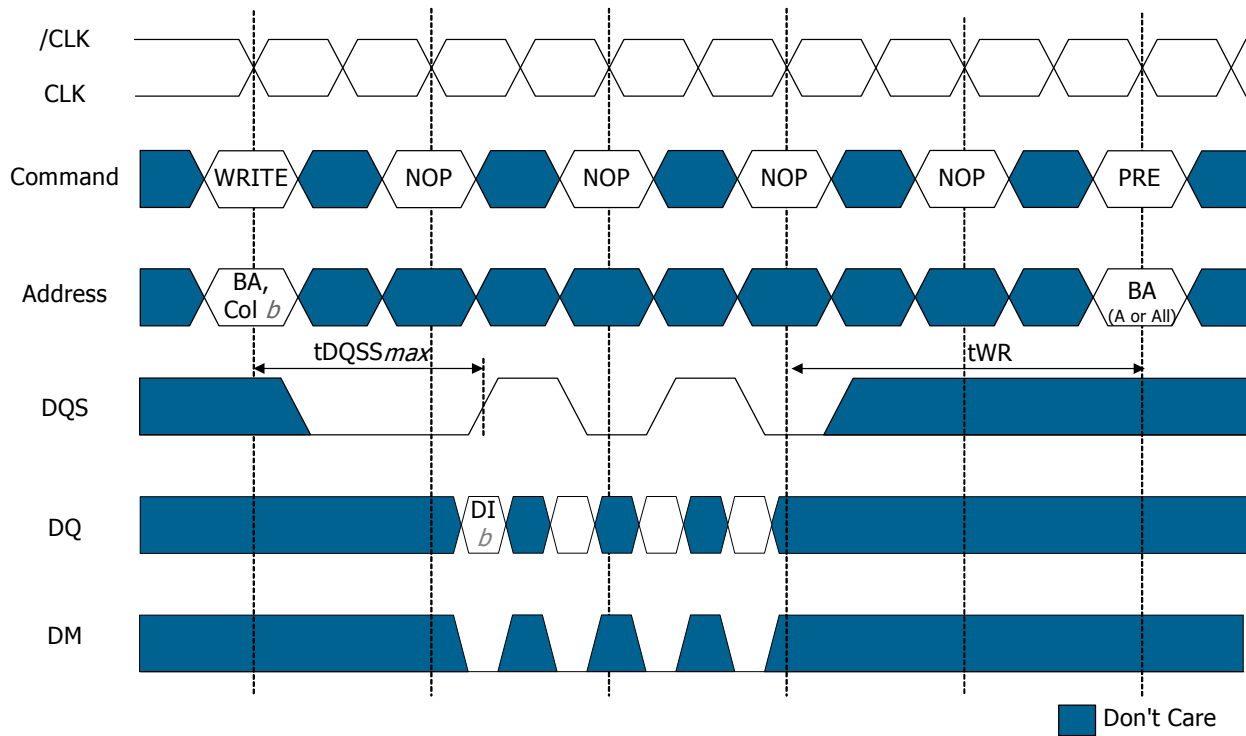 /CLK
CLK
Command
WRITE
NOP
NOP
NOP
NOP
PRE
Address
BA,
Col b
BA
(A or All)
tDQSSmax
tWR
DQS
DQ
DI
b
DM
Don't Care